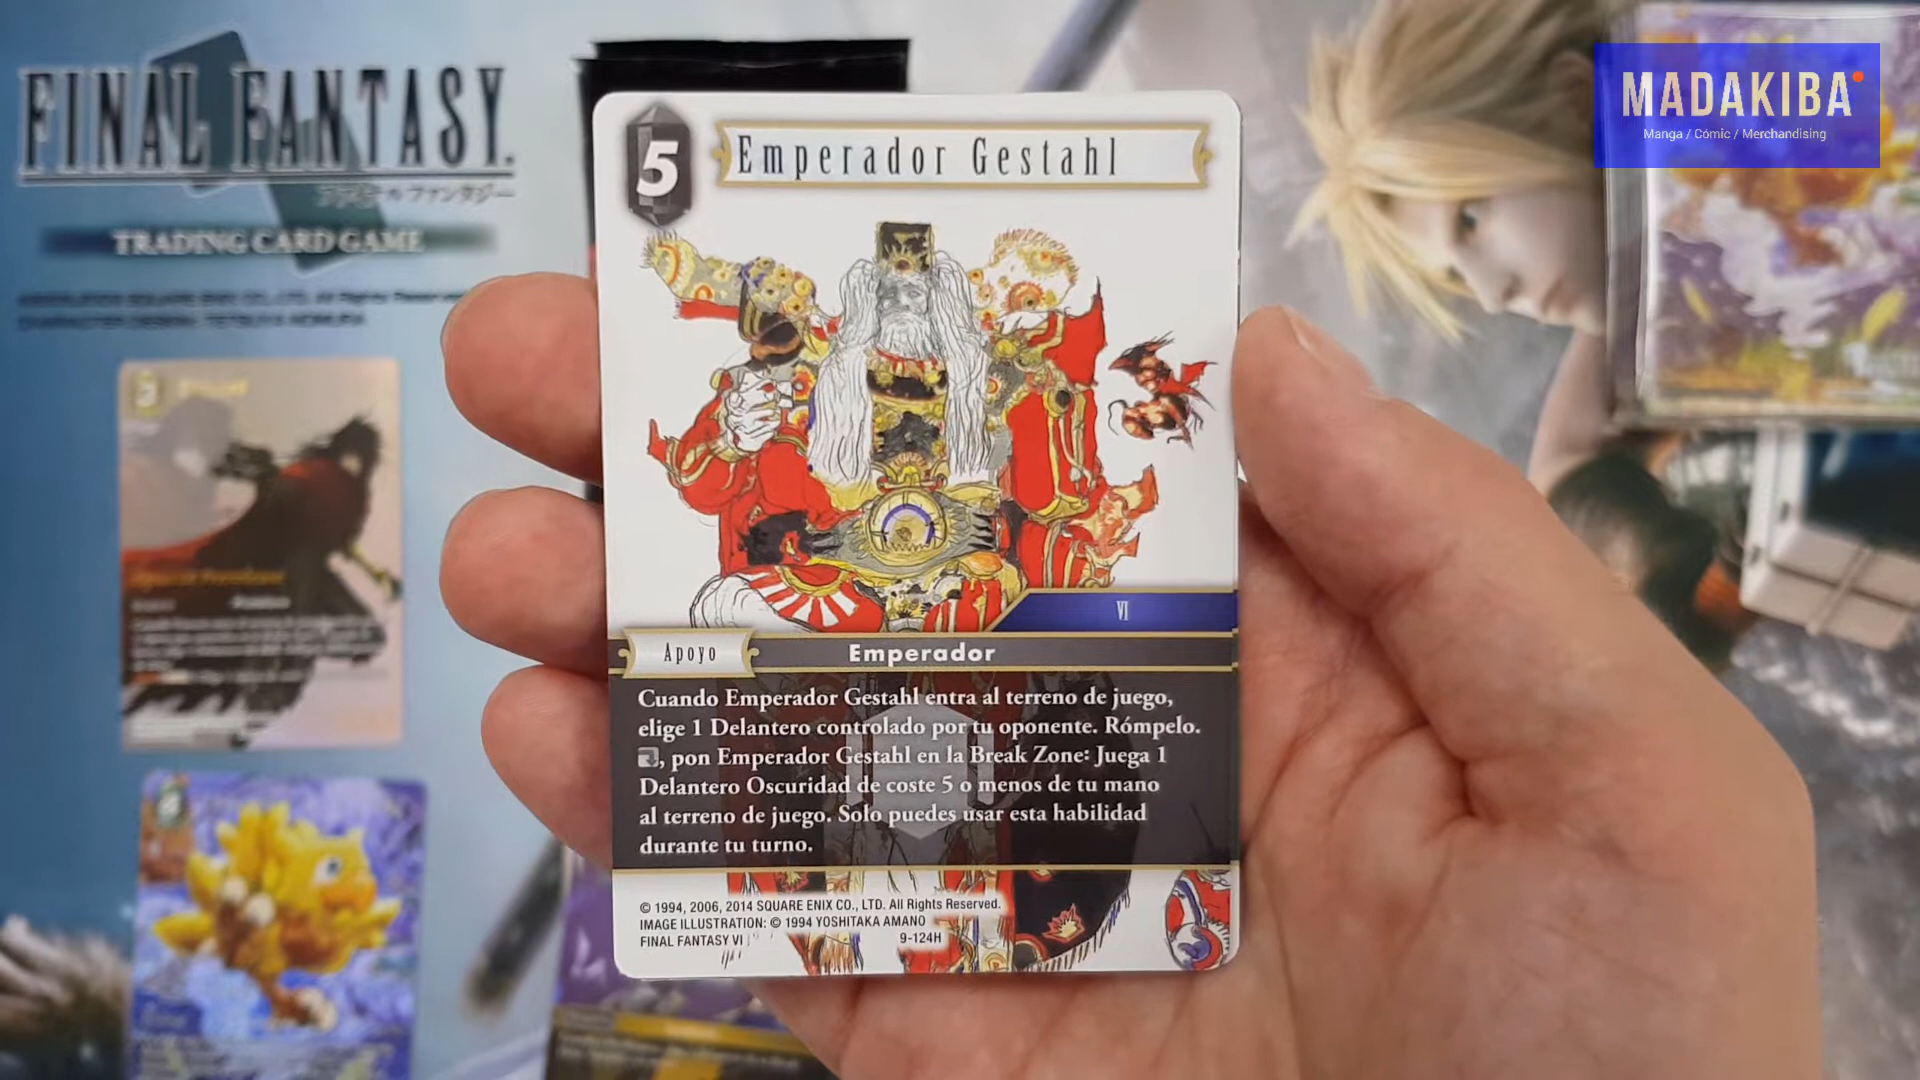 FINAL FANTASY
ファイナルファンタジー
TRADING CARD GAME
MADAKIBA
Manga / Cómic / Merchandising
5
Emperador Gestahl
VI
Apoyo
Emperador
Cuando Emperador Gestahl entra al terreno de juego,
elige 1 Delantero controlado por tu oponente. Rómpelo.
, pon Emperador Gestahl en la Break Zone: Juega 1
Delantero Oscuridad de coste 5 o menos de tu mano
al terreno de juego. Solo puedes usar esta habilidad
durante tu turno.
© 1994, 2006, 2014 SQUARE ENIX CO., LTD. All Rights Reserved.
IMAGE ILLUSTRATION: © 1994 YOSHITAKA AMANO
FINAL FANTASY VI
9-124H